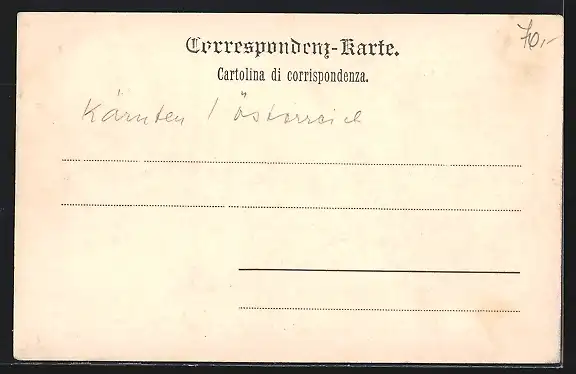 70,-
Correspondenz-Karte.
Cartolina di corrispondenza.
Kärnten / Österreich